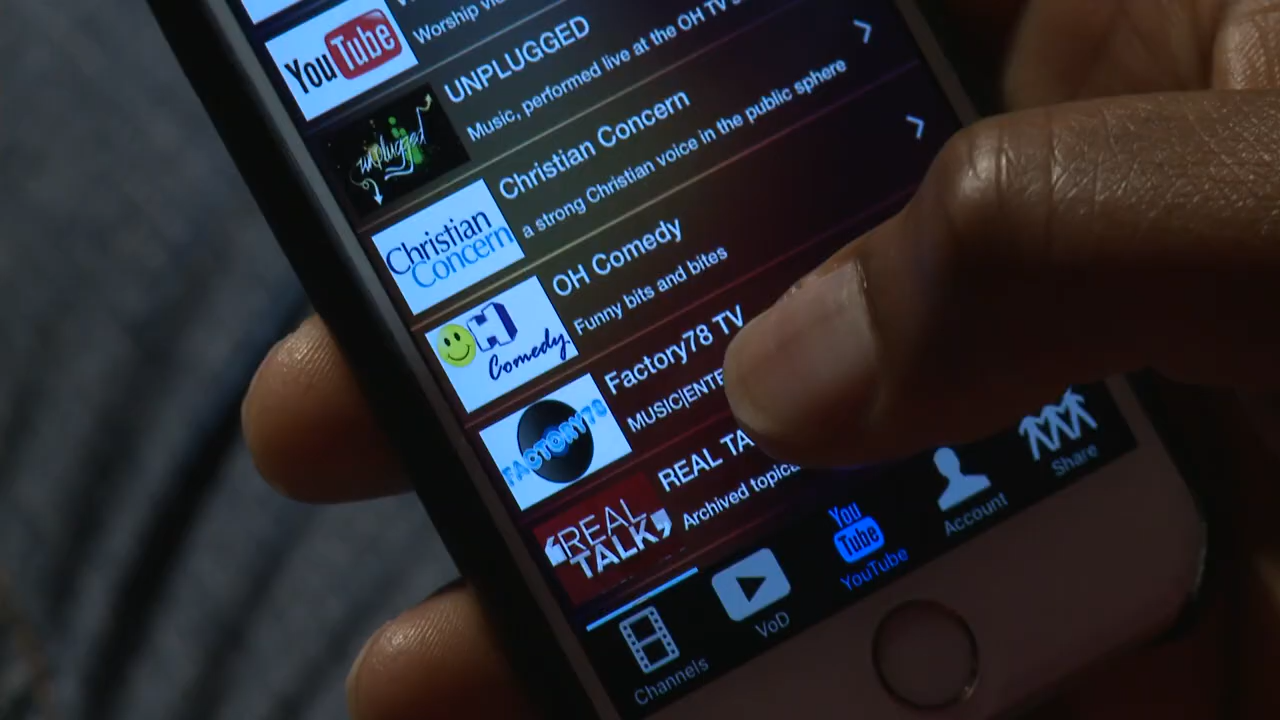 YouTube
Worship
UNPLUGGED
Music, performed live at the OH TV
unplugged
Christian Concern
a strong Christian voice in the public sphere
Christian
Concern
OH Comedy
Funny bits and bites
H
Comedy
Factory78 TV
MUSIC|ENTE
FACTORY78
REAL TA
Archived topica
REAL
TALK
Channels
VoD
You
Tube
YouTube
Account
Share